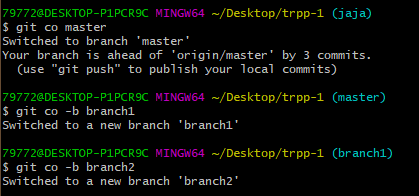 79772@DESKTOP-P1PCR9C MINGW64 ~/Desktop/trpp-1 (jaja)
$ git co master
Switched to branch 'master'
Your branch is ahead of 'origin/master' by 3 commits.
  (use "git push" to publish your local commits)

79772@DESKTOP-P1PCR9C MINGW64 ~/Desktop/trpp-1 (master)
$ git co -b branch1
Switched to a new branch 'branch1'

79772@DESKTOP-P1PCR9C MINGW64 ~/Desktop/trpp-1 (branch1)
$ git co -b branch2
Switched to a new branch 'branch2'